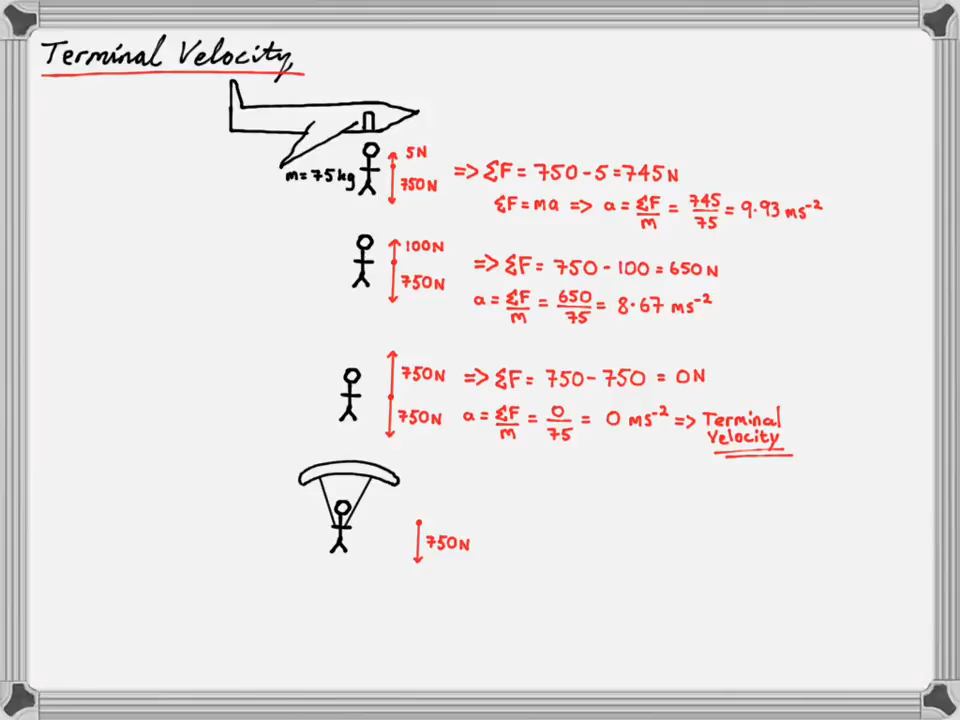 Terminal Velocity
5N
m=75kg 750N => ΣF = 750 - 5 = 745N
ΣF = ma => a = ΣF/m = 745/75 = 9.93 ms⁻²
100N
750N => ΣF = 750 - 100 = 650N
a = ΣF/m = 650/75 = 8.67 ms⁻²
750N => ΣF = 750 - 750 = 0N
750N a = ΣF/m = 0/75 = 0 ms⁻² => Terminal
Velocity
750N